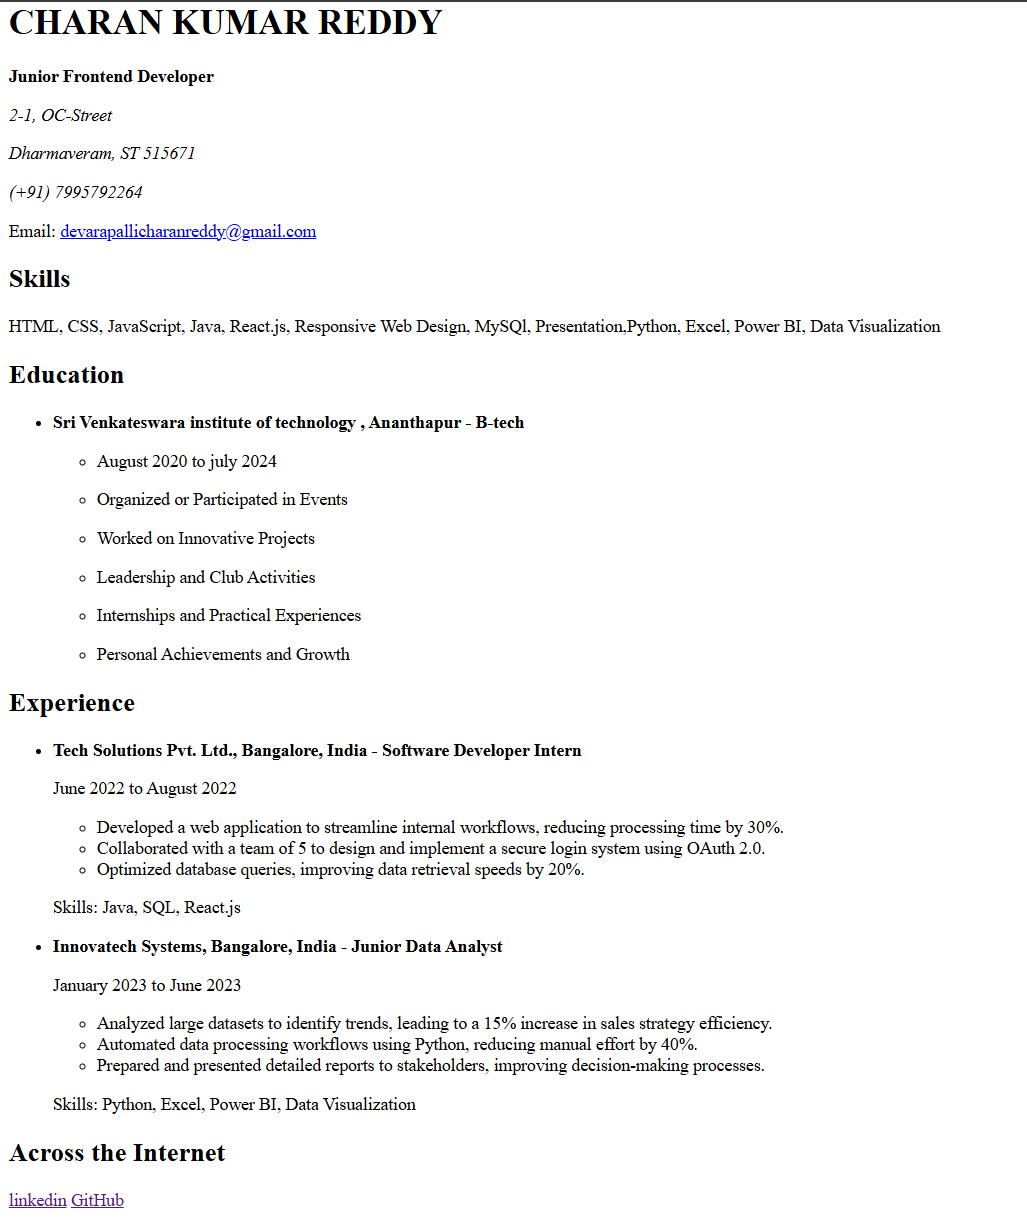 CHARAN KUMAR REDDY
Junior Frontend Developer
2-1, OC-Street
Dharmaveram, ST 515671
(+91) 7995792264
Email: devarapallicharanreddy@gmail.com
Skills
HTML, CSS, JavaScript, Java, React.js, Responsive Web Design, MySQl, Presentation,Python, Excel, Power BI, Data Visualization
Education
Sri Venkateswara institute of technology , Ananthapur - B-tech
August 2020 to july 2024
Organized or Participated in Events
Worked on Innovative Projects
Leadership and Club Activities
Internships and Practical Experiences
Personal Achievements and Growth
Experience
Tech Solutions Pvt. Ltd., Bangalore, India - Software Developer Intern
June 2022 to August 2022
Developed a web application to streamline internal workflows, reducing processing time by 30%.
Collaborated with a team of 5 to design and implement a secure login system using OAuth 2.0.
Optimized database queries, improving data retrieval speeds by 20%.
Skills: Java, SQL, React.js
Innovatech Systems, Bangalore, India - Junior Data Analyst
January 2023 to June 2023
Analyzed large datasets to identify trends, leading to a 15% increase in sales strategy efficiency.
Automated data processing workflows using Python, reducing manual effort by 40%.
Prepared and presented detailed reports to stakeholders, improving decision-making processes.
Skills: Python, Excel, Power BI, Data Visualization
Across the Internet
linkedin GitHub